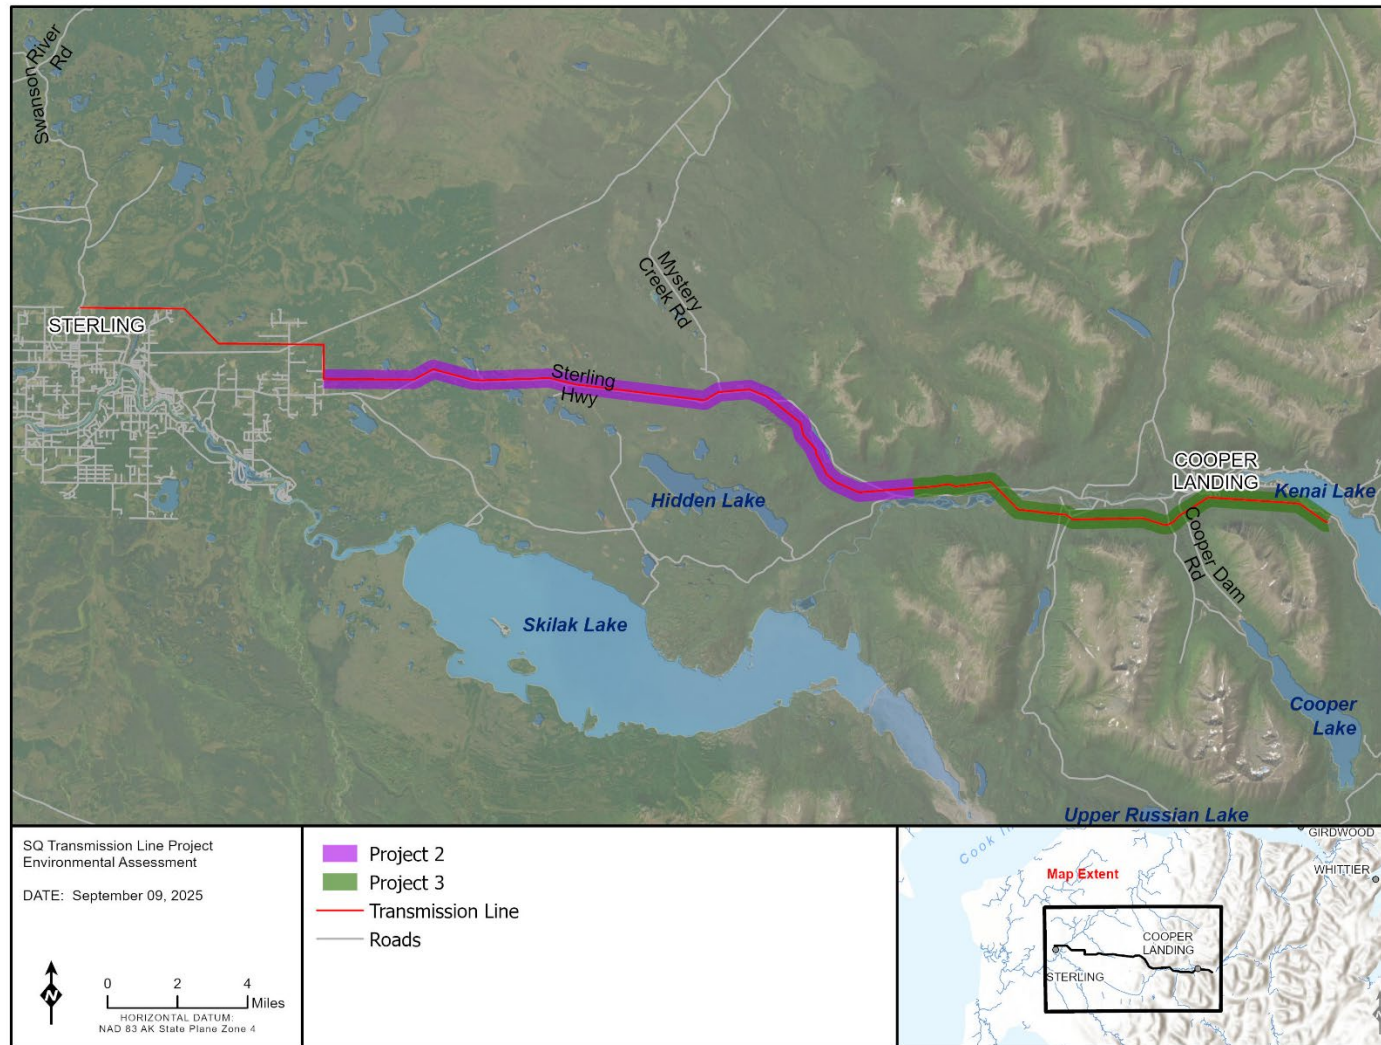 Swanson River
Rd
STERLING
Mystery
Creek Rd
Sterling
Hwy
Hidden Lake
Skilak Lake
COOPER
LANDING
Kenai Lake
Cooper Dam
Rd
Cooper
Lake
Upper Russian Lake
SQ Transmission Line Project
Environmental Assessment
DATE: September 09, 2025
N
0 2 4
Miles
HORIZONTAL DATUM:
NAD 83 AK State Plane Zone 4
Project 2
Project 3
Transmission Line
Roads
Cook
GIRDWOOD
WHITTIER
Map Extent
COOPER
LANDING
STERLING